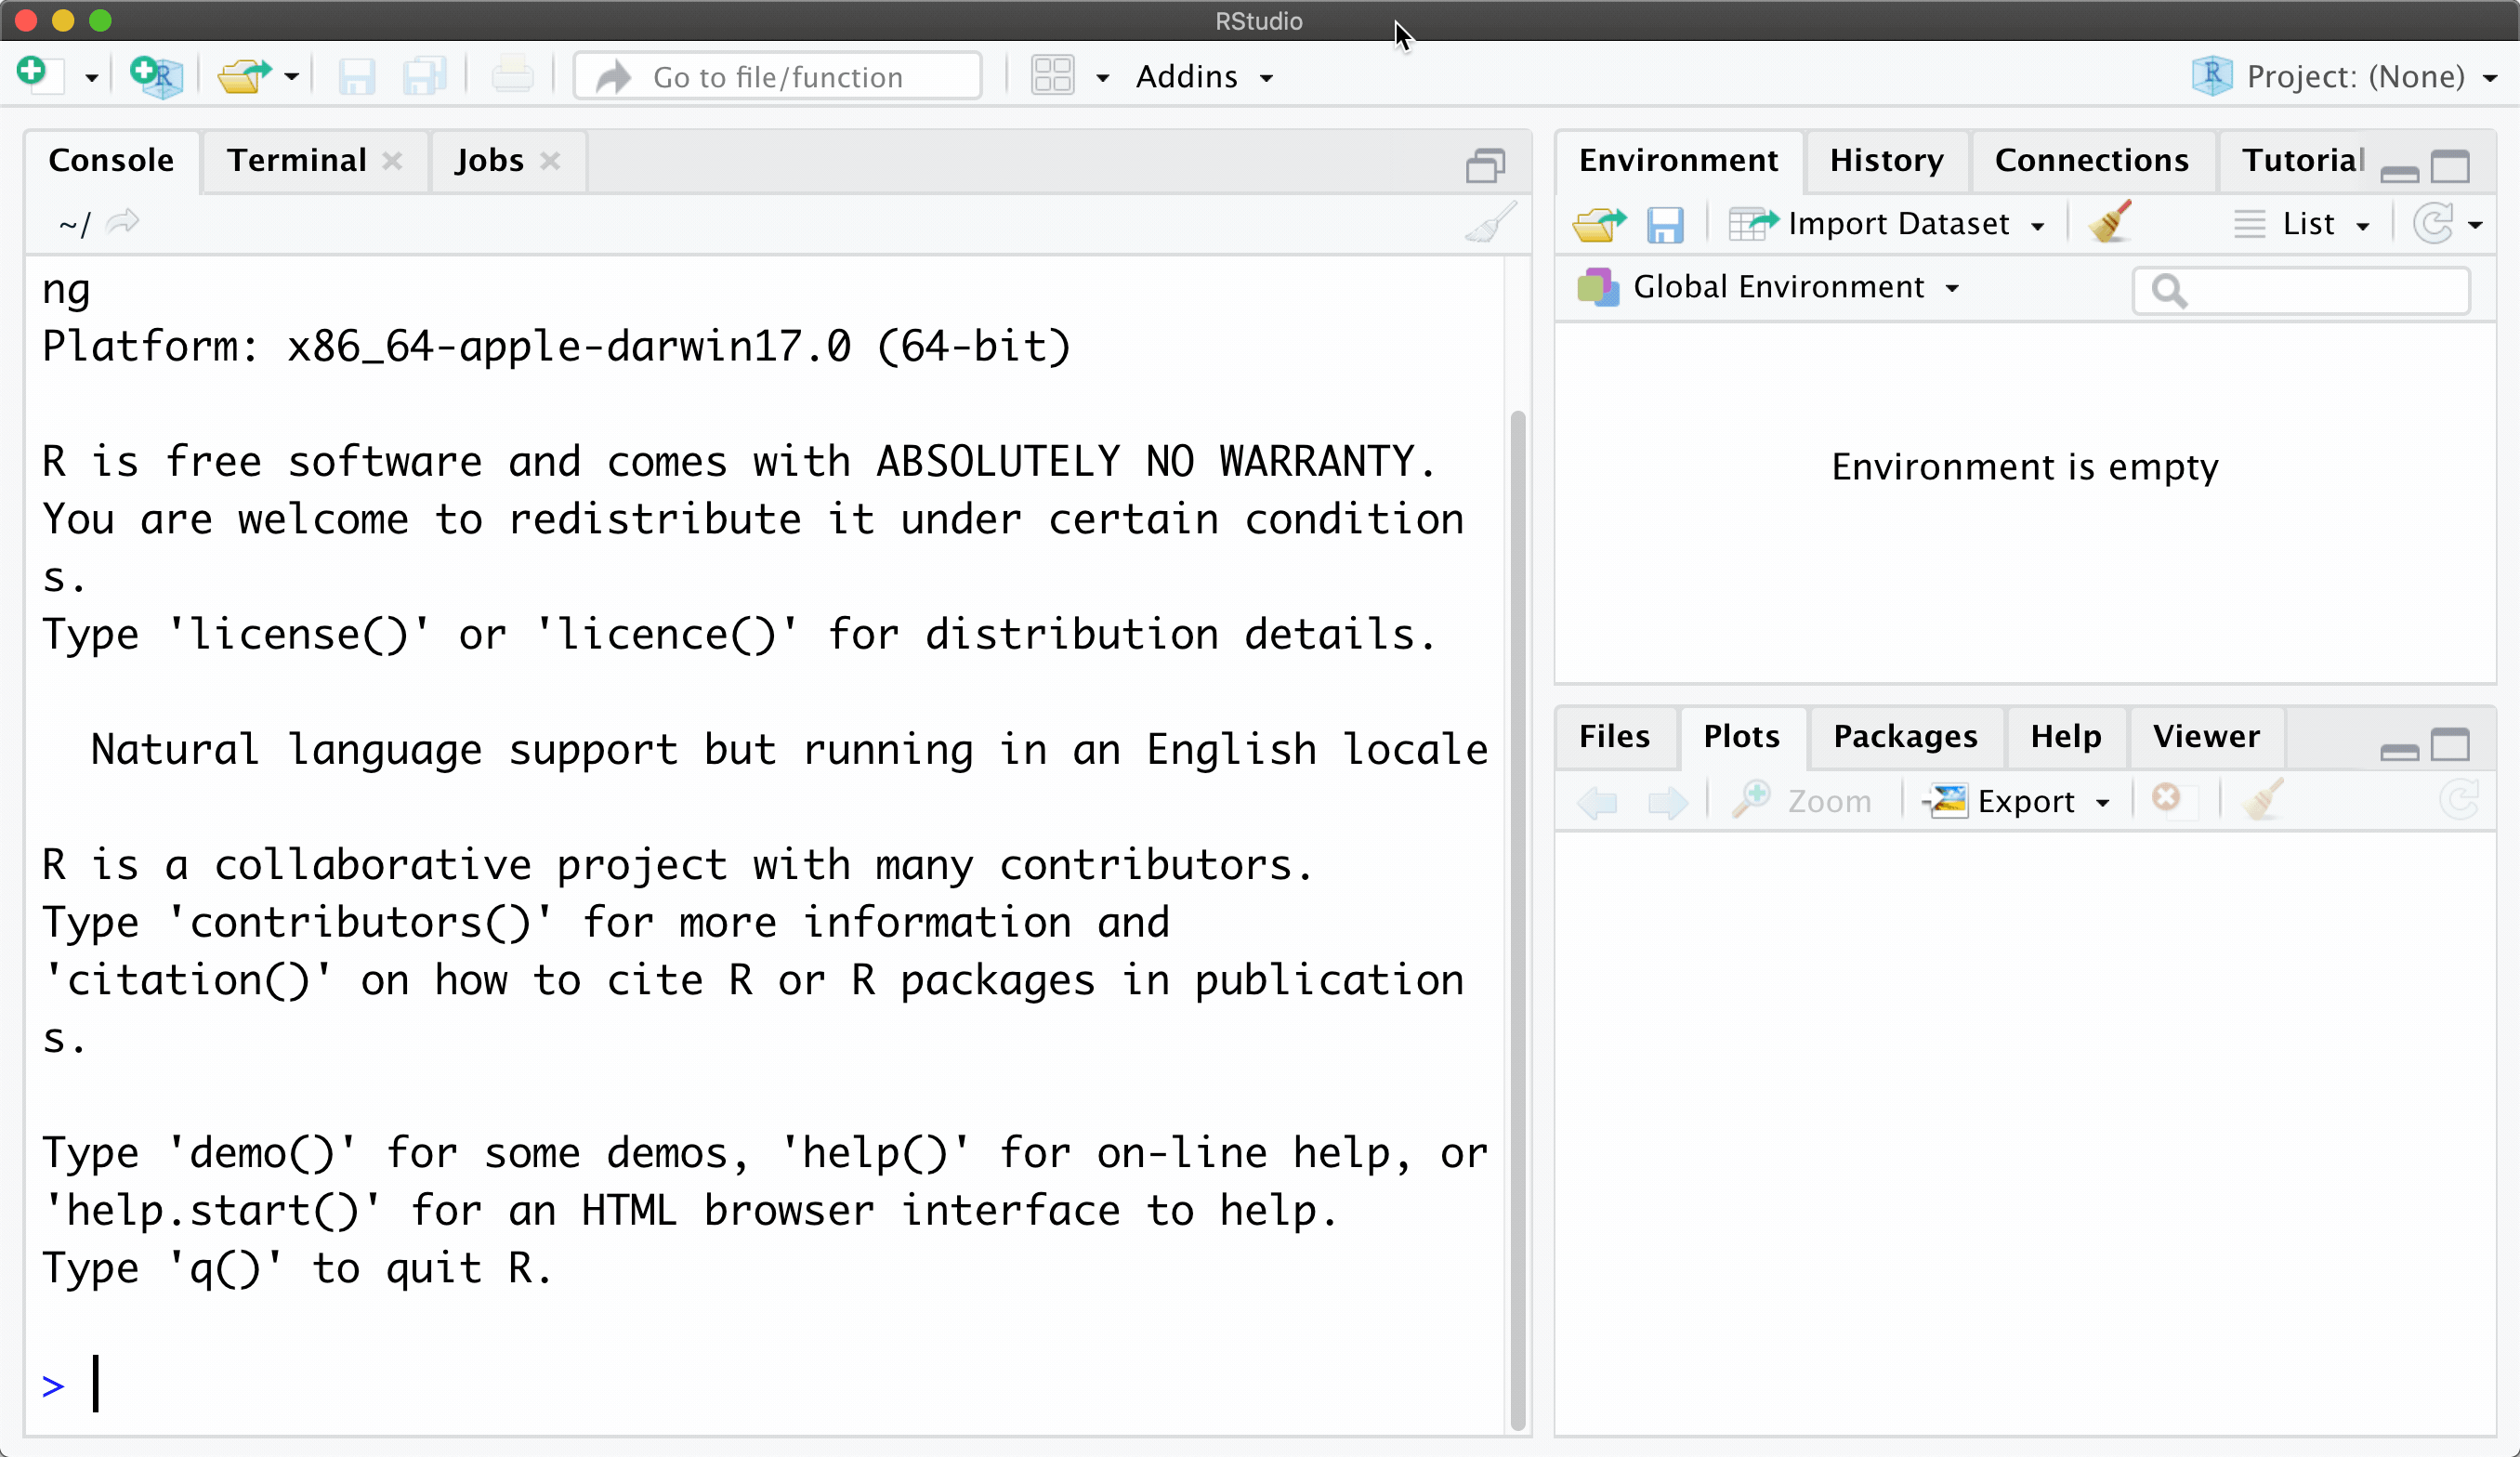 RStudio
Go to file/function
Addins
Project: (None)
Console
Terminal
Jobs
~/
ng
Platform: x86_64-apple-darwin17.0 (64-bit)
R is free software and comes with ABSOLUTELY NO WARRANTY.
You are welcome to redistribute it under certain condition
s.
Type 'license()' or 'licence()' for distribution details.
Natural language support but running in an English locale
R is a collaborative project with many contributors.
Type 'contributors()' for more information and
'citation()' on how to cite R or R packages in publication
s.
Type 'demo()' for some demos, 'help()' for on-line help, or
'help.start()' for an HTML browser interface to help.
Type 'q()' to quit R.
>
Environment
History
Connections
Tutorial
Import Dataset
List
Global Environment
Environment is empty
Files
Plots
Packages
Help
Viewer
Zoom
Export